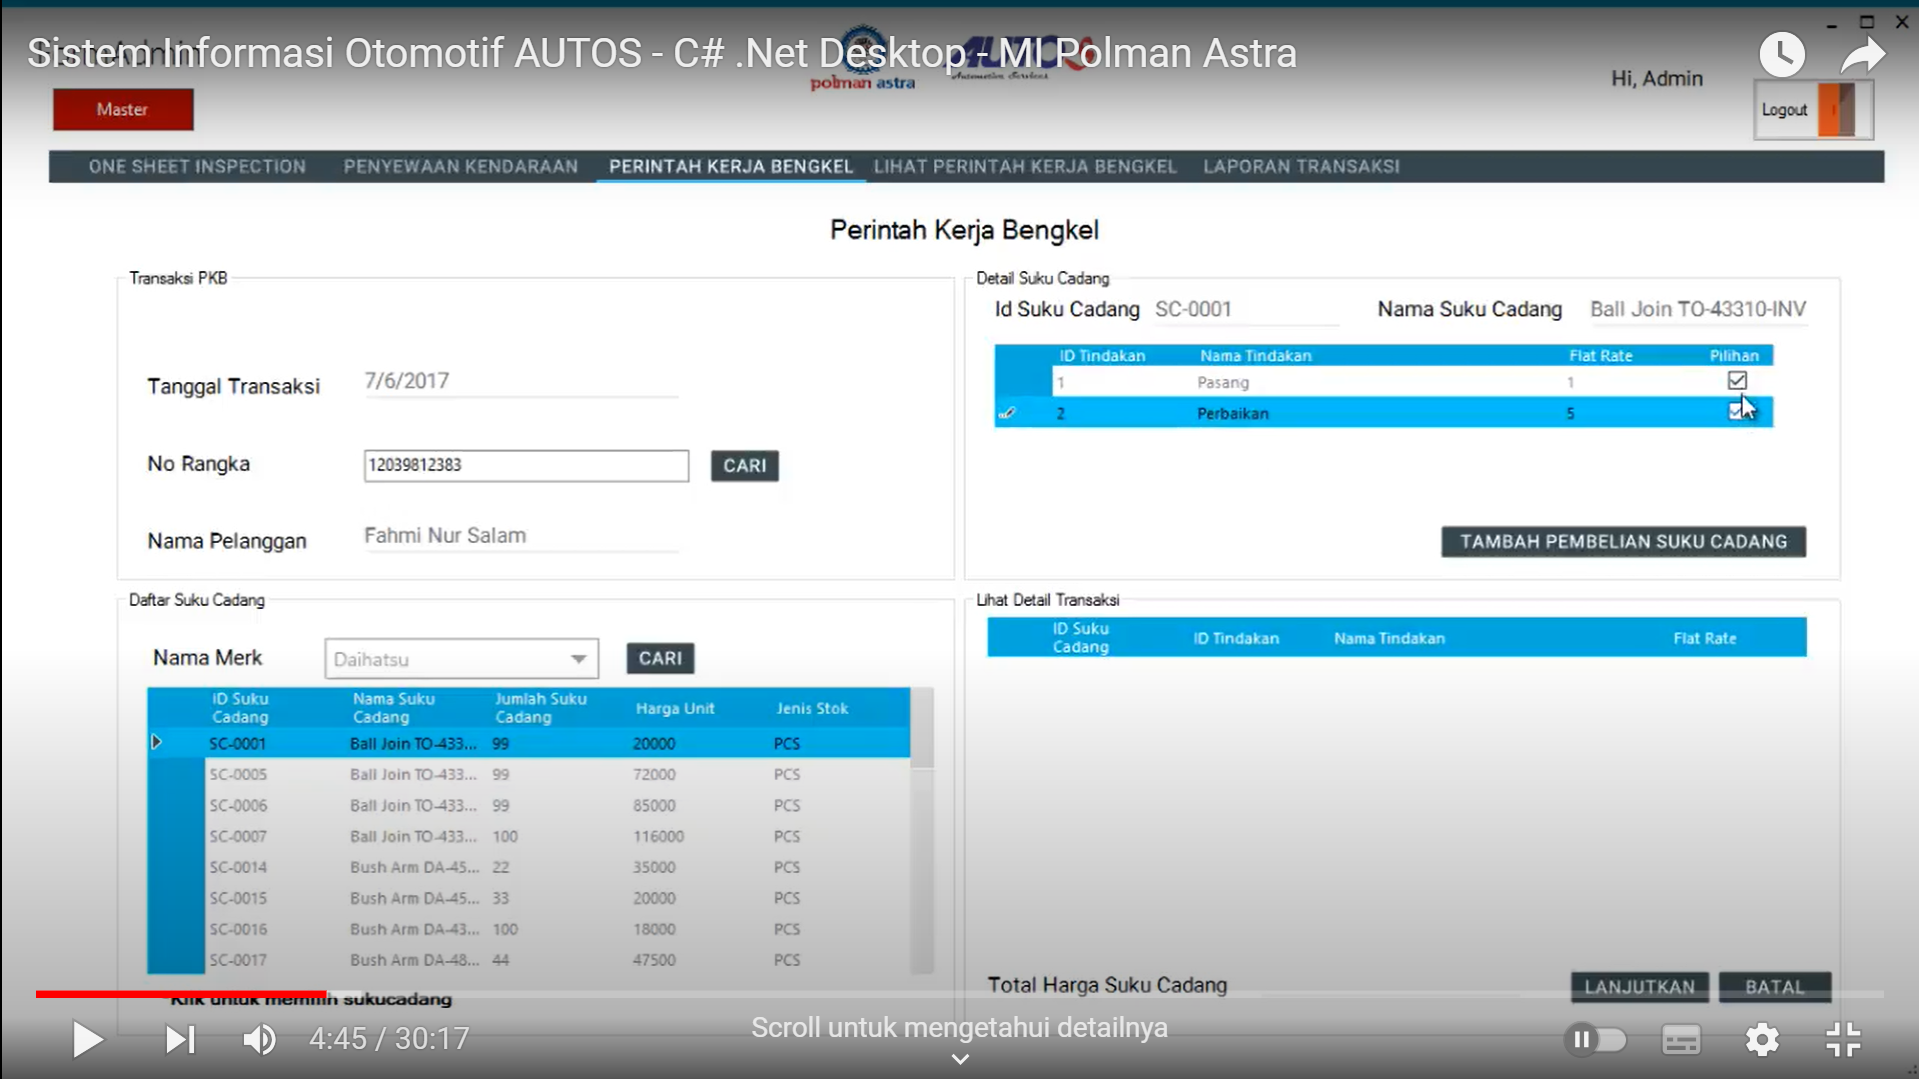 Sistem Informasi Otomotif AUTOS - C# .Net Desktop - MI Polman Astra
polman astra
AUTOS
Automotive Services
Hi, Admin
Master
Logout
ONE SHEET INSPECTION PENYEWAAN KENDARAAN PERINTAH KERJA BENGKEL LIHAT PERINTAH KERJA BENGKEL LAPORAN TRANSAKSI
Perintah Kerja Bengkel
Transaksi PKB
Tanggal Transaksi 7/6/2017
No Rangka 12039812383 CARI
Nama Pelanggan Fahmi Nur Salam
Detail Suku Cadang
Id Suku Cadang SC-0001 Nama Suku Cadang Ball Join TO-43310-INV
ID Tindakan Nama Tindakan Flat Rate Pilihan
1 Pasang 1
2 Perbaikan 5
TAMBAH PEMBELIAN SUKU CADANG
Daftar Suku Cadang
Nama Merk Daihatsu CARI
ID Suku Cadang Nama Suku Cadang Jumlah Suku Cadang Harga Unit Jenis Stok
SC-0001 Ball Join TO-433... 99 20000 PCS
SC-0005 Ball Join TO-433... 99 72000 PCS
SC-0006 Ball Join TO-433... 99 85000 PCS
SC-0007 Ball Join TO-433... 100 116000 PCS
SC-0014 Bush Arm DA-45... 22 35000 PCS
SC-0015 Bush Arm DA-45... 33 20000 PCS
SC-0016 Bush Arm DA-43... 100 18000 PCS
SC-0017 Bush Arm DA-48... 44 47500 PCS
Klik untuk memilih sukucadang
Lihat Detail Transaksi
ID Suku Cadang ID Tindakan Nama Tindakan Flat Rate
Total Harga Suku Cadang LANJUTKAN BATAL
4:45 / 30:17
Scroll untuk mengetahui detailnya